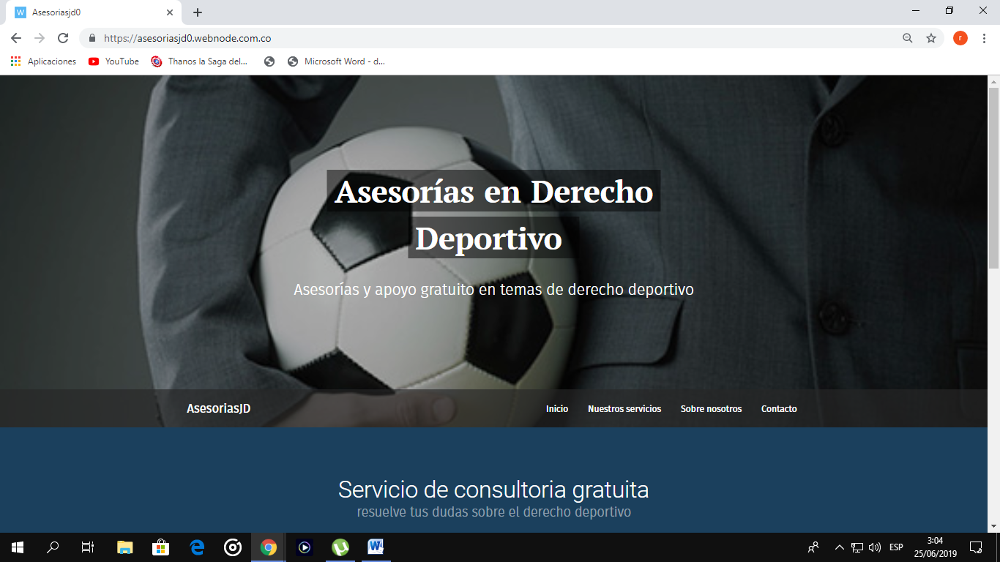 Asesoriasjd0
https://asesoriasjd0.webnode.com.co
r
Aplicaciones YouTube Thanos la Saga del... Microsoft Word - d...
Asesorías en Derecho
Deportivo
Asesorías y apoyo gratuito en temas de derecho deportivo
AsesoriasJD Inicio Nuestros servicios Sobre nosotros Contacto
Servicio de consultoria gratuita
resuelve tus dudas sobre el derecho deportivo
ESP
3:04
25/06/2019